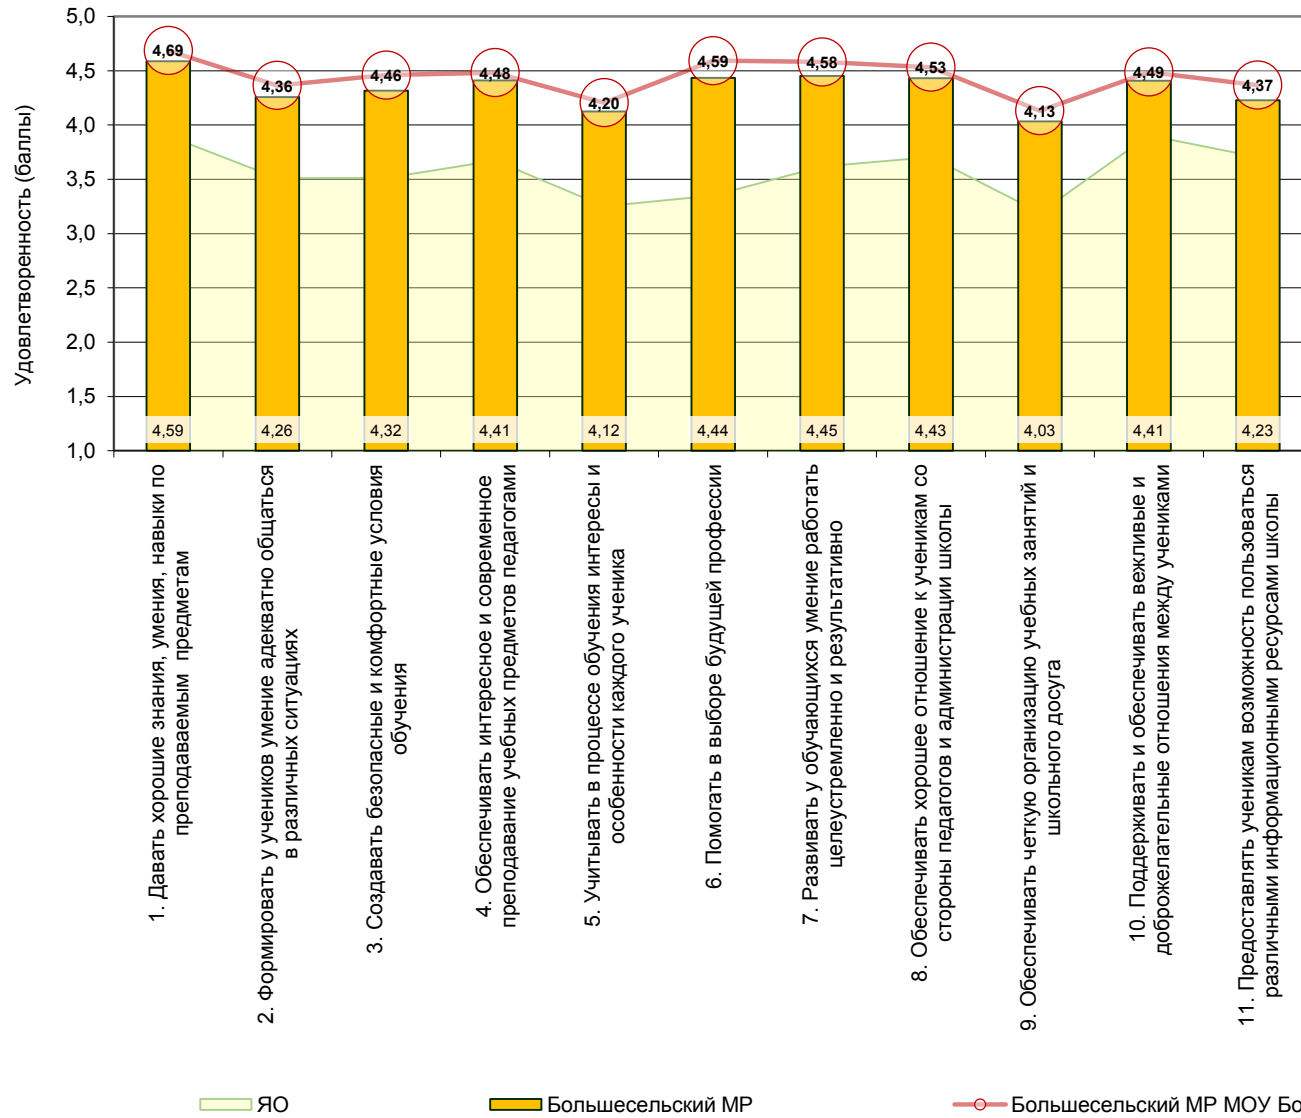 Удовлетворенность (баллы)
5,0
4,5
4,0
3,5
3,0
2,5
2,0
1,5
1,0
4,69
4,36
4,46
4,48
4,20
4,59
4,58
4,53
4,13
4,49
4,37
4,59
4,26
4,32
4,41
4,12
4,44
4,45
4,43
4,03
4,41
4,23
1. Давать хорошие знания, умения, навыки по
преподаваемым предметам
2. Формировать у учеников умение адекватно общаться
в различных ситуациях
3. Создавать безопасные и комфортные условия
обучения
4. Обеспечивать интересное и современное
преподавание учебных предметов педагогами
5. Учитывать в процессе обучения интересы и
особенности каждого ученика
6. Помогать в выборе будущей профессии
7. Развивать у обучающихся умение работать
целеустремленно и результативно
8. Обеспечивать хорошее отношение к ученикам со
стороны педагогов и администрации школы
9. Обеспечивать четкую организацию учебных занятий и
школьного досуга
10. Поддерживать и обеспечивать вежливые и
доброжелательные отношения между учениками
11. Предоставлять ученикам возможность пользоваться
различными информационными ресурсами школы
ЯО
Большесельский МР
Большесельский МР МОУ Бо